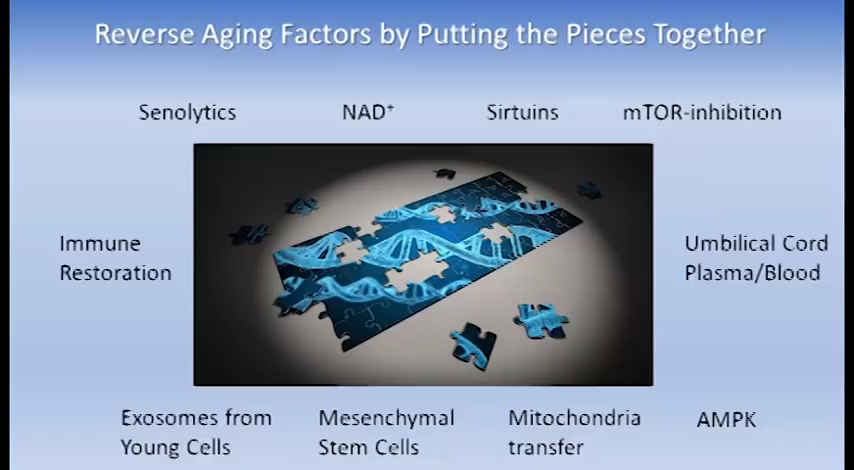 Reverse Aging Factors by Putting the Pieces Together
Senolytics
NAD⁺
Sirtuins
mTOR-inhibition
Immune
Restoration
Umbilical Cord
Plasma/Blood
Exosomes from
Young Cells
Mesenchymal
Stem Cells
Mitochondria
transfer
AMPK